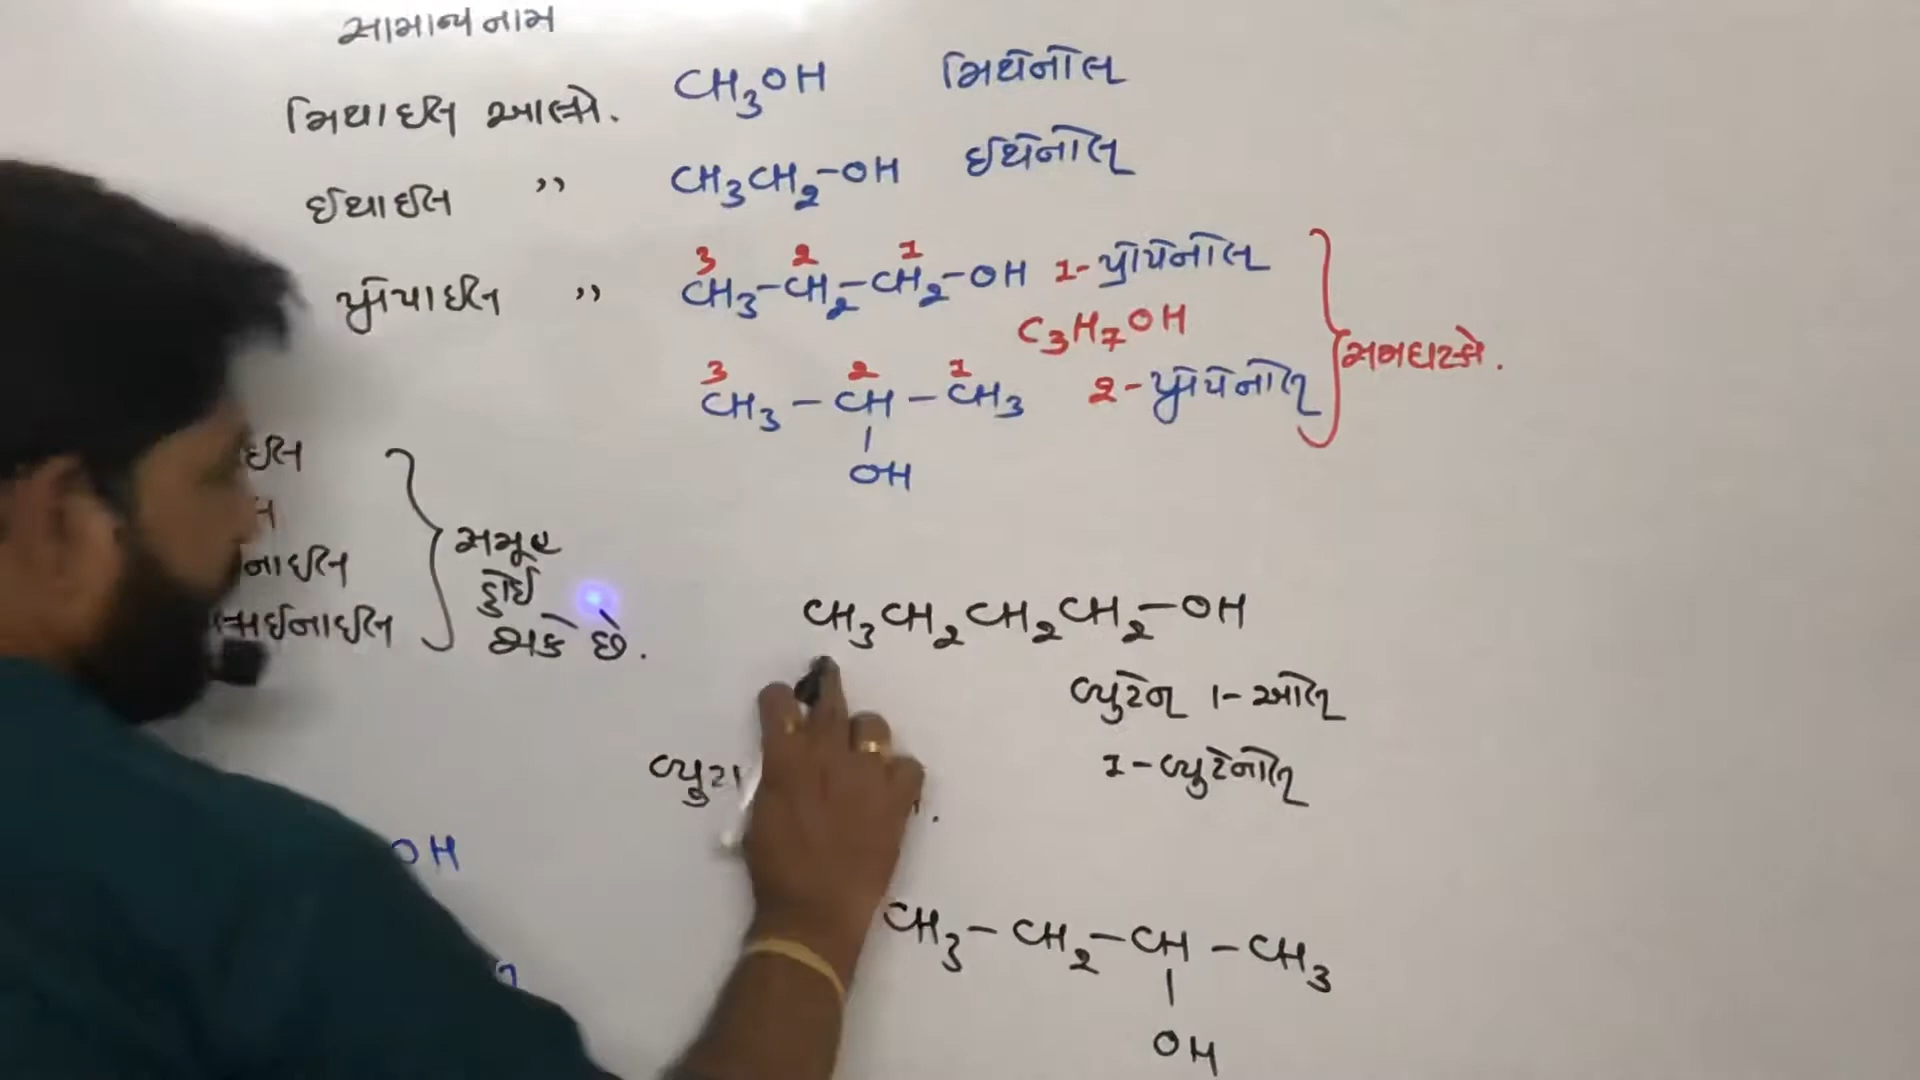 સામાન્ય નામ
મિથાઈલ આલ્કો. CH₃OH મિથેનોલ
ઈથાઈલ ,, CH₃CH₂-OH ઈથેનોલ
3 2 1
પ્રોપાઈલ ,, CH₃-CH₂-CH₂-OH 1-પ્રોપેનોલ
C₃H₇OH
સમઘટકો.
3 2 1
CH₃-CH-CH₃ 2-પ્રોપેનોલ
OH
ઈલ
સમૂહ
નાઈલ
હોઈ
શકે છે.
CH₃CH₂CH₂CH₂-OH
બ્યુટેન 1-ઓલ
1-બ્યુટેનોલ
OH
CH₃-CH₂-CH-CH₃
OH